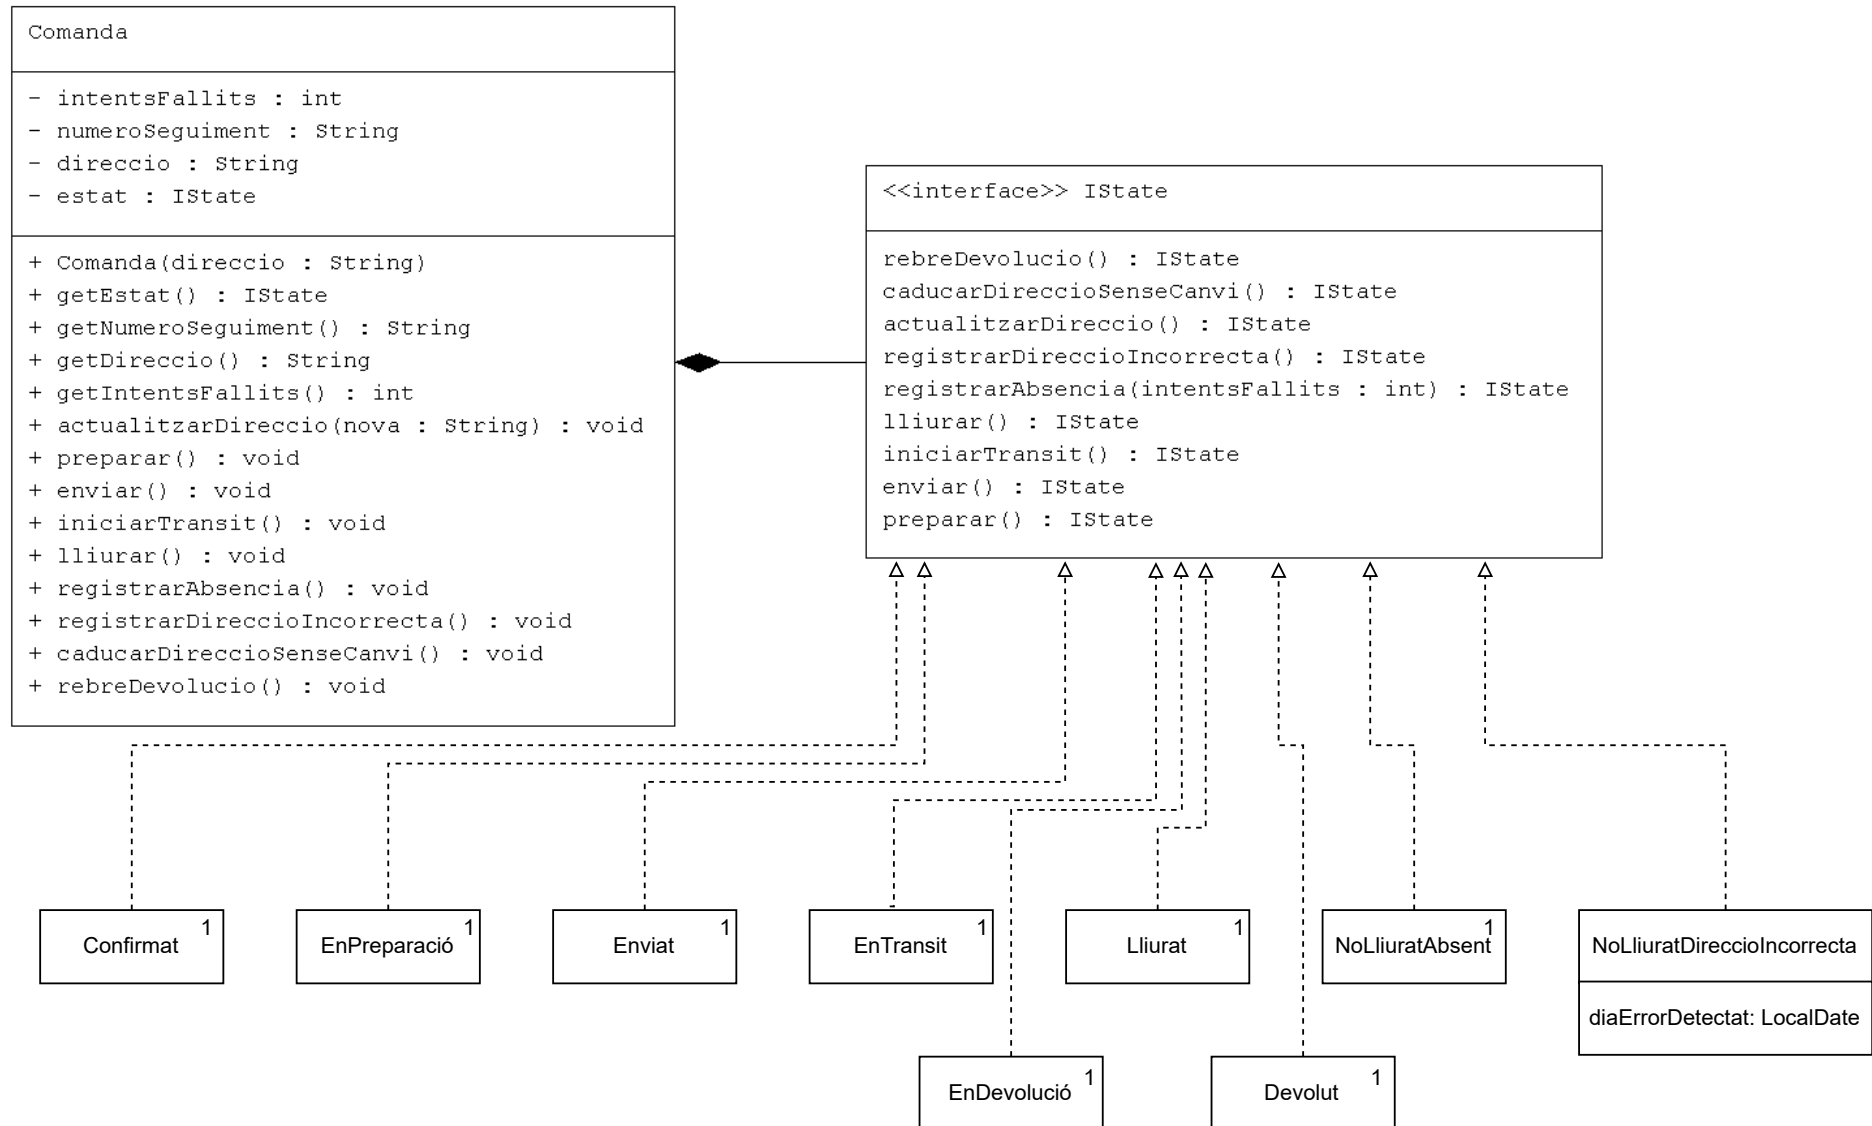 Comanda
- intentsFallits : int
- numeroSeguiment : String
- direccio : String
- estat : IState
+ Comanda(direccio : String)
+ getEstat() : IState
+ getNumeroSeguiment() : String
+ getDireccio() : String
+ getIntentsFallits() : int
+ actualitzarDireccio(nova : String) : void
+ preparar() : void
+ enviar() : void
+ iniciarTransit() : void
+ lliurar() : void
+ registrarAbsencia() : void
+ registrarDireccioIncorrecta() : void
+ caducarDireccioSenseCanvi() : void
+ rebreDevolucio() : void
<<interface>> IState
rebreDevolucio() : IState
caducarDireccioSenseCanvi() : IState
actualitzarDireccio() : IState
registrarDireccioIncorrecta() : IState
registrarAbsencia(intentsFallits : int) : IState
lliurar() : IState
iniciarTransit() : IState
enviar() : IState
preparar() : IState
Confirmat 1
EnPreparació 1
Enviat 1
EnTransit 1
Lliurat 1
NoLliuratAbsent 1
NoLliuratDireccioIncorrecta
diaErrorDetectat: LocalDate
EnDevolució 1
Devolut 1